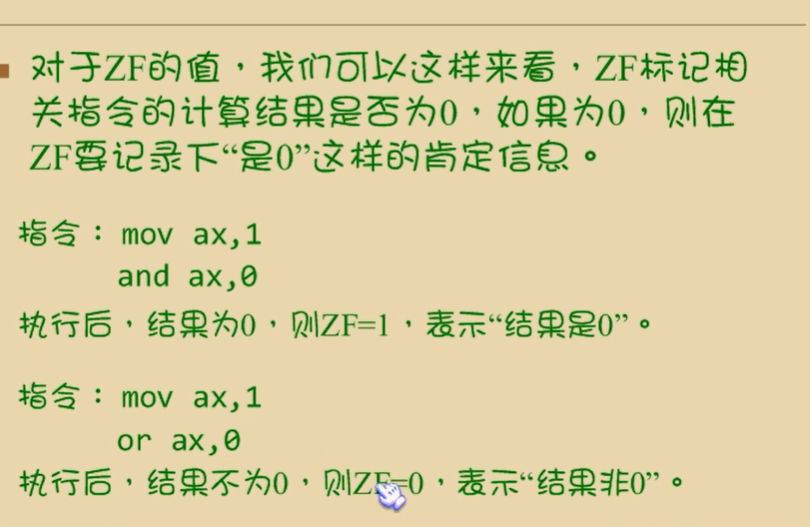 对于ZF的值，我们可以这样来看，ZF标记相
关指令的计算结果是否为0，如果为0，则在
ZF要记录下“是0”这样的肯定信息。
指令：mov ax,1
and ax,0
执行后，结果为0，则ZF=1，表示“结果是0”。
指令：mov ax,1
or ax,0
执行后，结果不为0，则ZF=0，表示“结果非0”。